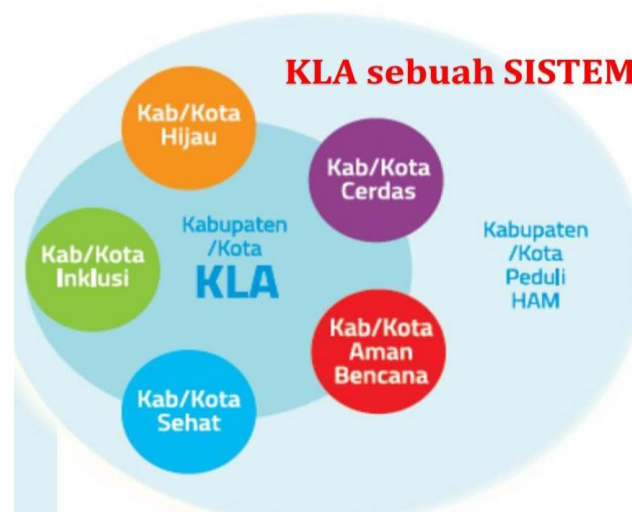 KLA sebuah SISTEM
Kab/Kota
Hijau
Kab/Kota
Cerdas
Kab/Kota
Inklusi
Kabupaten
/Kota
KLA
Kabupaten
/Kota
Peduli
HAM
Kab/Kota
Aman
Bencana
Kab/Kota
Sehat